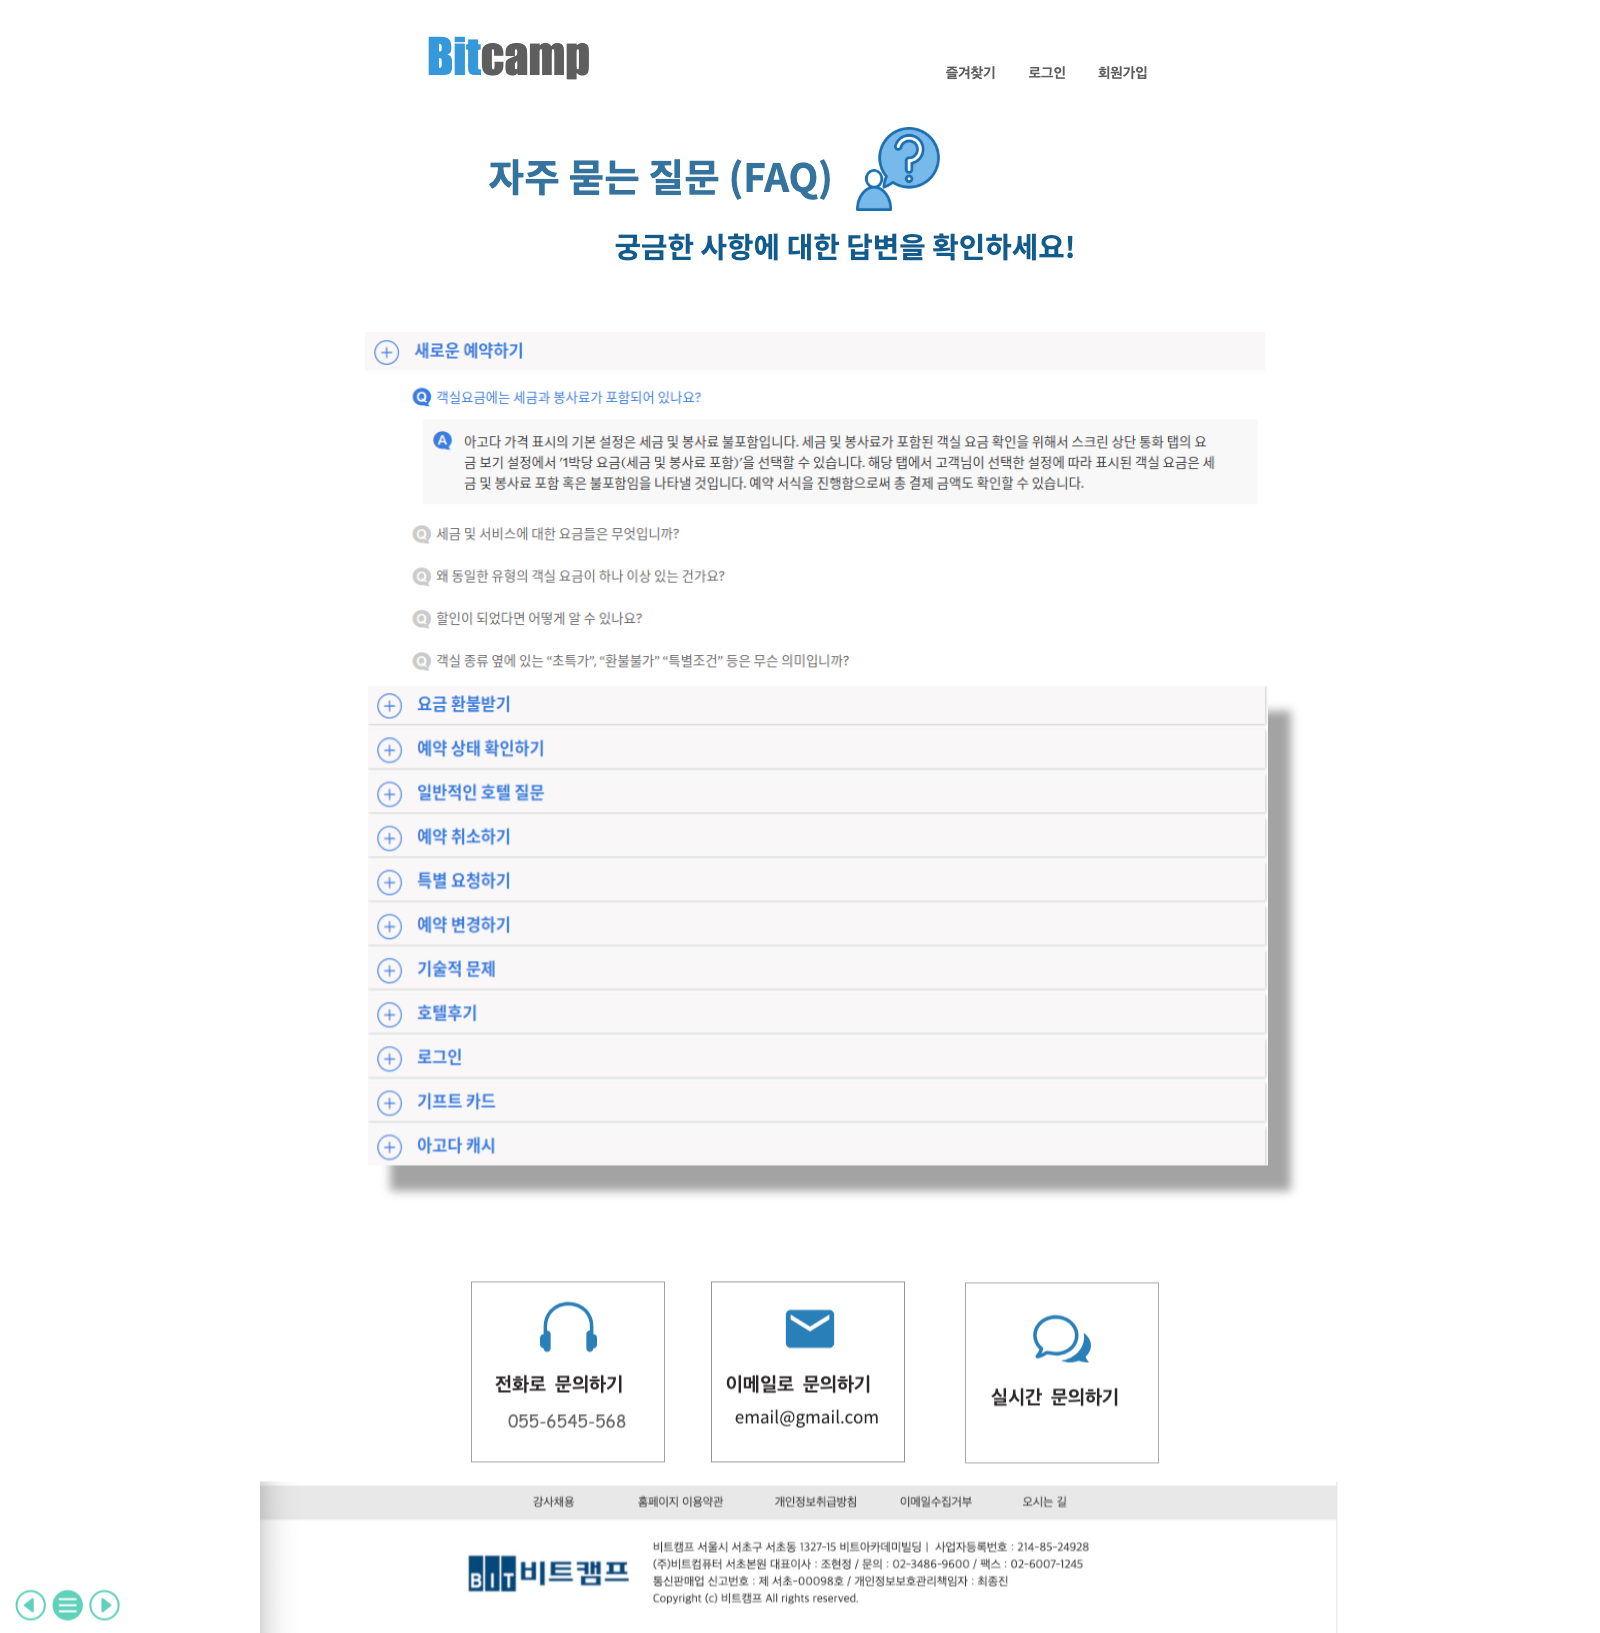 Bitcamp
즐겨찾기 로그인 회원가입
자주 묻는 질문 (FAQ)
궁금한 사항에 대한 답변을 확인하세요!
새로운 예약하기
Q 객실요금에는 세금과 봉사료가 포함되어 있나요?
A 아고다 가격 표시의 기본 설정은 세금 및 봉사료 불포함입니다. 세금 및 봉사료가 포함된 객실 요금 확인을 위해서 스크린 상단 통화 탭의 요
금 보기 설정에서 '1박당 요금(세금 및 봉사료 포함)'을 선택할 수 있습니다. 해당 탭에서 고객님이 선택한 설정에 따라 표시된 객실 요금은 세
금 및 봉사료 포함 혹은 불포함임을 나타낼 것입니다. 예약 서식을 진행함으로써 총 결제 금액도 확인할 수 있습니다.
Q 세금 및 서비스에 대한 요금들은 무엇입니까?
Q 왜 동일한 유형의 객실 요금이 하나 이상 있는 건가요?
Q 할인이 되었다면 어떻게 알 수 있나요?
Q 객실 종류 옆에 있는 “초특가”, “환불불가” “특별조건” 등은 무슨 의미입니까?
요금 환불받기
예약 상태 확인하기
일반적인 호텔 질문
예약 취소하기
특별 요청하기
예약 변경하기
기술적 문제
호텔후기
로그인
기프트 카드
아고다 캐시
전화로 문의하기
055-6545-568
이메일로 문의하기
email@gmail.com
실시간 문의하기
강사채용 홈페이지 이용약관 개인정보취급방침 이메일수집거부 오시는 길
BIT 비트캠프
비트캠프 서울시 서초구 서초동 1327-15 비트아카데미빌딩 | 사업자등록번호 : 214-85-24928
(주)비트컴퓨터 서초본원 대표이사 : 조현정 / 문의 : 02-3486-9600 / 팩스 : 02-6007-1245
통신판매업 신고번호 : 제 서초-00098호 / 개인정보보호관리책임자 : 최종진
Copyright (c) 비트캠프 All rights reserved.